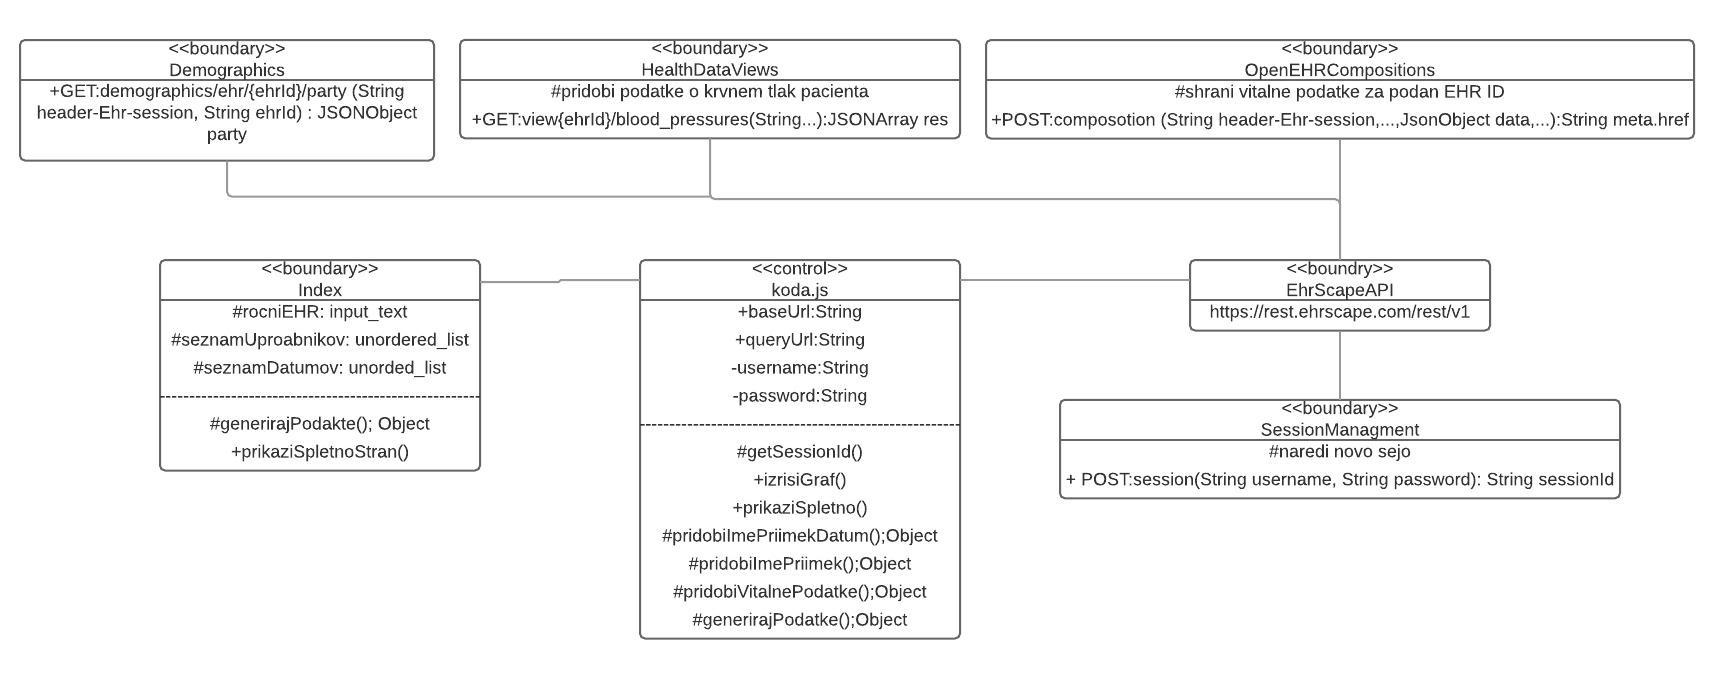 <<boundary>>
Demographics
+GET:demographics/ehr/{ehrId}/party (String
header-Ehr-session, String ehrId) : JSONObject
party
<<boundary>>
HealthDataViews
#pridobi podatke o krvnem tlak pacienta
+GET:view{ehrId}/blood_pressures(String...):JSONArray res
<<boundary>>
OpenEHRCompositions
#shrani vitalne podatke za podan EHR ID
+POST:composotion (String header-Ehr-session,...,JsonObject data,...):String meta.href
<<boundary>>
Index
#rocniEHR: input_text
#seznamUproabnikov: unordered_list
#seznamDatumov: unorded_list
#generirajPodakte(); Object
+prikaziSpletnoStran()
<<control>>
koda.js
+baseUrl:String
+queryUrl:String
-username:String
-password:String
#getSessionId()
+izrisiGraf()
+prikaziSpletno()
#pridobiImePriimekDatum();Object
#pridobiImePriimek();Object
#pridobiVitalnePodatke();Object
#generirajPodatke();Object
<<boundry>>
EhrScapeAPI
https://rest.ehrscape.com/rest/v1
<<boundary>>
SessionManagment
#naredi novo sejo
+ POST:session(String username, String password): String sessionId